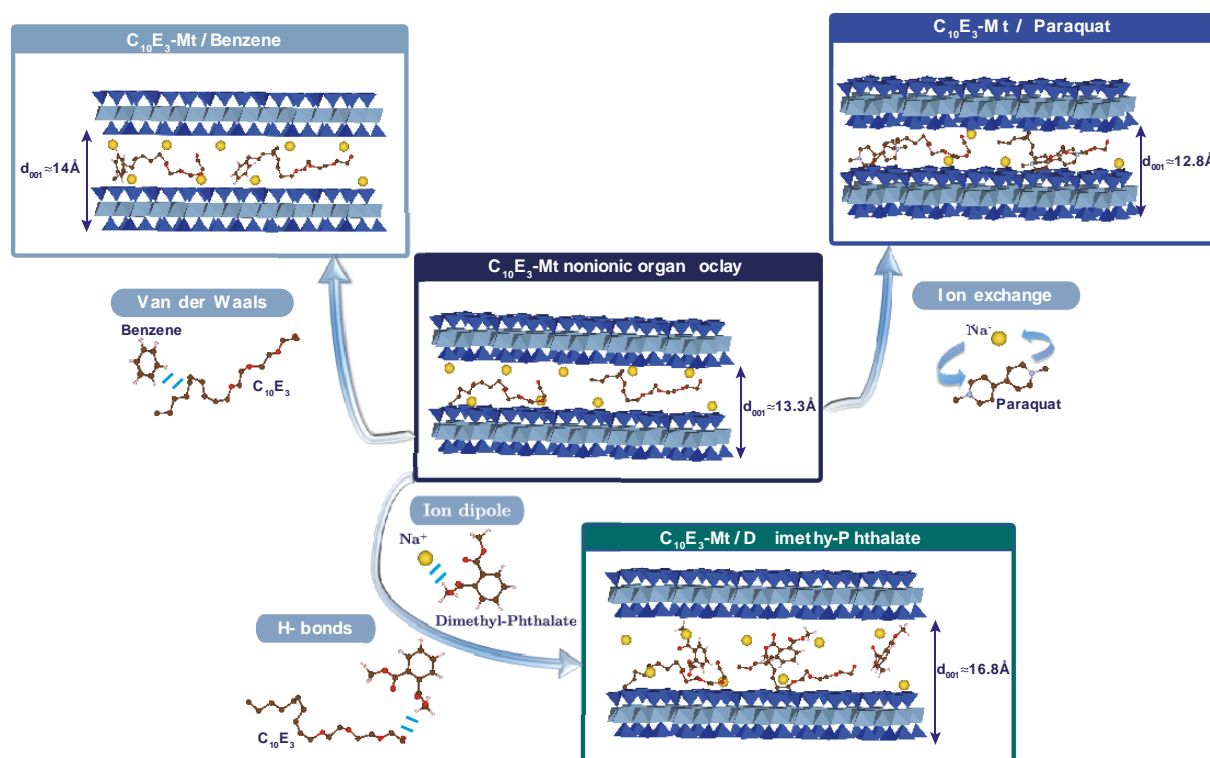 C10E3-Mt / Benzene
d001≈14Å
C10E3-M t / Paraquat
d001≈12.8Å
C10E3-Mt nonionic organ oclay
d001≈13.3Å
Van der Waals
Benzene
C10E3
Ion exchange
Na+
Paraquat
Ion dipole
Na+
Dimethyl-Phthalate
H- bonds
C10E3
C10E3-Mt / D imethy-P hthalate
d001≈16.8Å